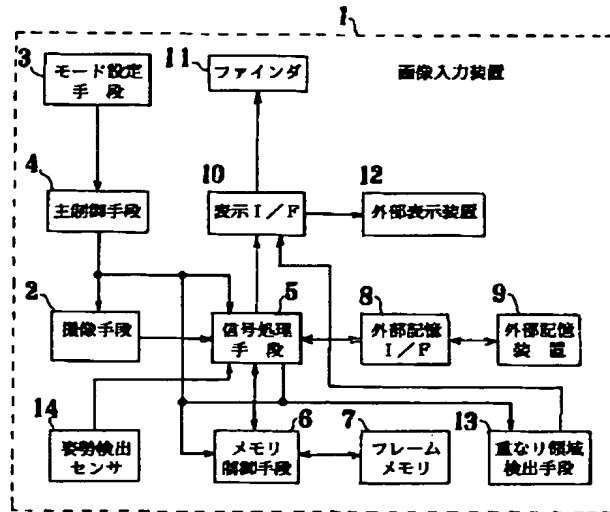 1
3
モード設定
手 段
11
ファインダ
画像入力装置
4
主制御手段
10
表示Ｉ／Ｆ
12
外部表示装置
2
撮像手段
5
信号処理
手 段
8
外部記憶
Ｉ／Ｆ
9
外部記憶
装 置
14
姿勢検出
センサ
6
メモリ
制御手段
7
フレーム
メモリ
13
重なり領域
検出手段